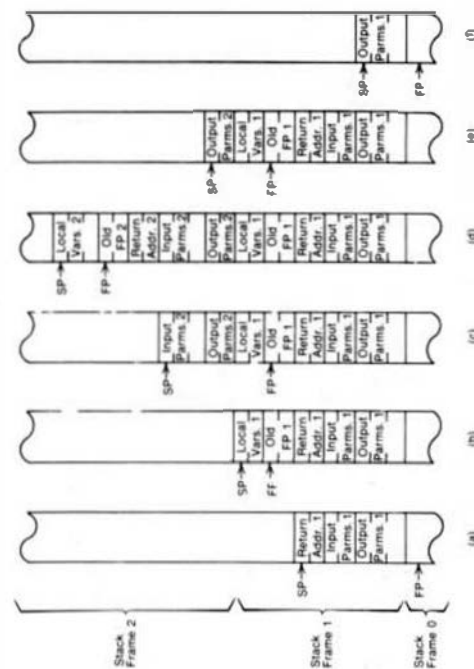 Stack
Frame 2
Stack
Frame 1
Stack
Frame 0
SP
Return
Addr. 1
Input
Parms. 1
Output
Parms. 1
FP
(a)
SP
Local
Vars. 1
FF
Old
FP 1
Return
Addr. 1
Input
Parms. 1
Output
Parms. 1
(b)
SP
Input
Parms. 2
Output
Parms. 2
Local
Vars. 1
FP
Old
FP 1
Return
Addr. 1
Input
Parms. 1
Output
Parms. 1
(c)
SP
Local
Vars. 2
FP
Old
FP 2
Return
Addr. 2
Input
Parms. 2
Output
Parms. 2
Local
Vars. 1
Old
FP 1
Return
Addr. 1
Input
Parms. 1
Output
Parms. 1
(d)
SP
Output
Parms. 2
Local
Vars. 1
FP
Old
FP 1
Return
Addr. 1
Input
Parms. 1
Output
Parms. 1
(e)
SP
Output
Parms. 1
FP
(f)